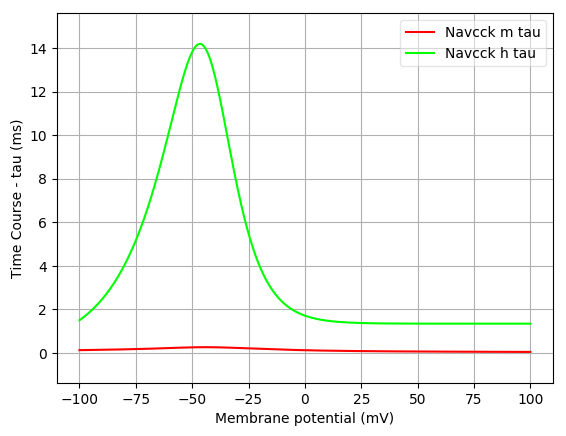 Navcck m tau
Navcck h tau
14
12
10
8
6
4
2
0
Time Course - tau (ms)
−100 −75 −50 −25 0 25 50 75 100
Membrane potential (mV)